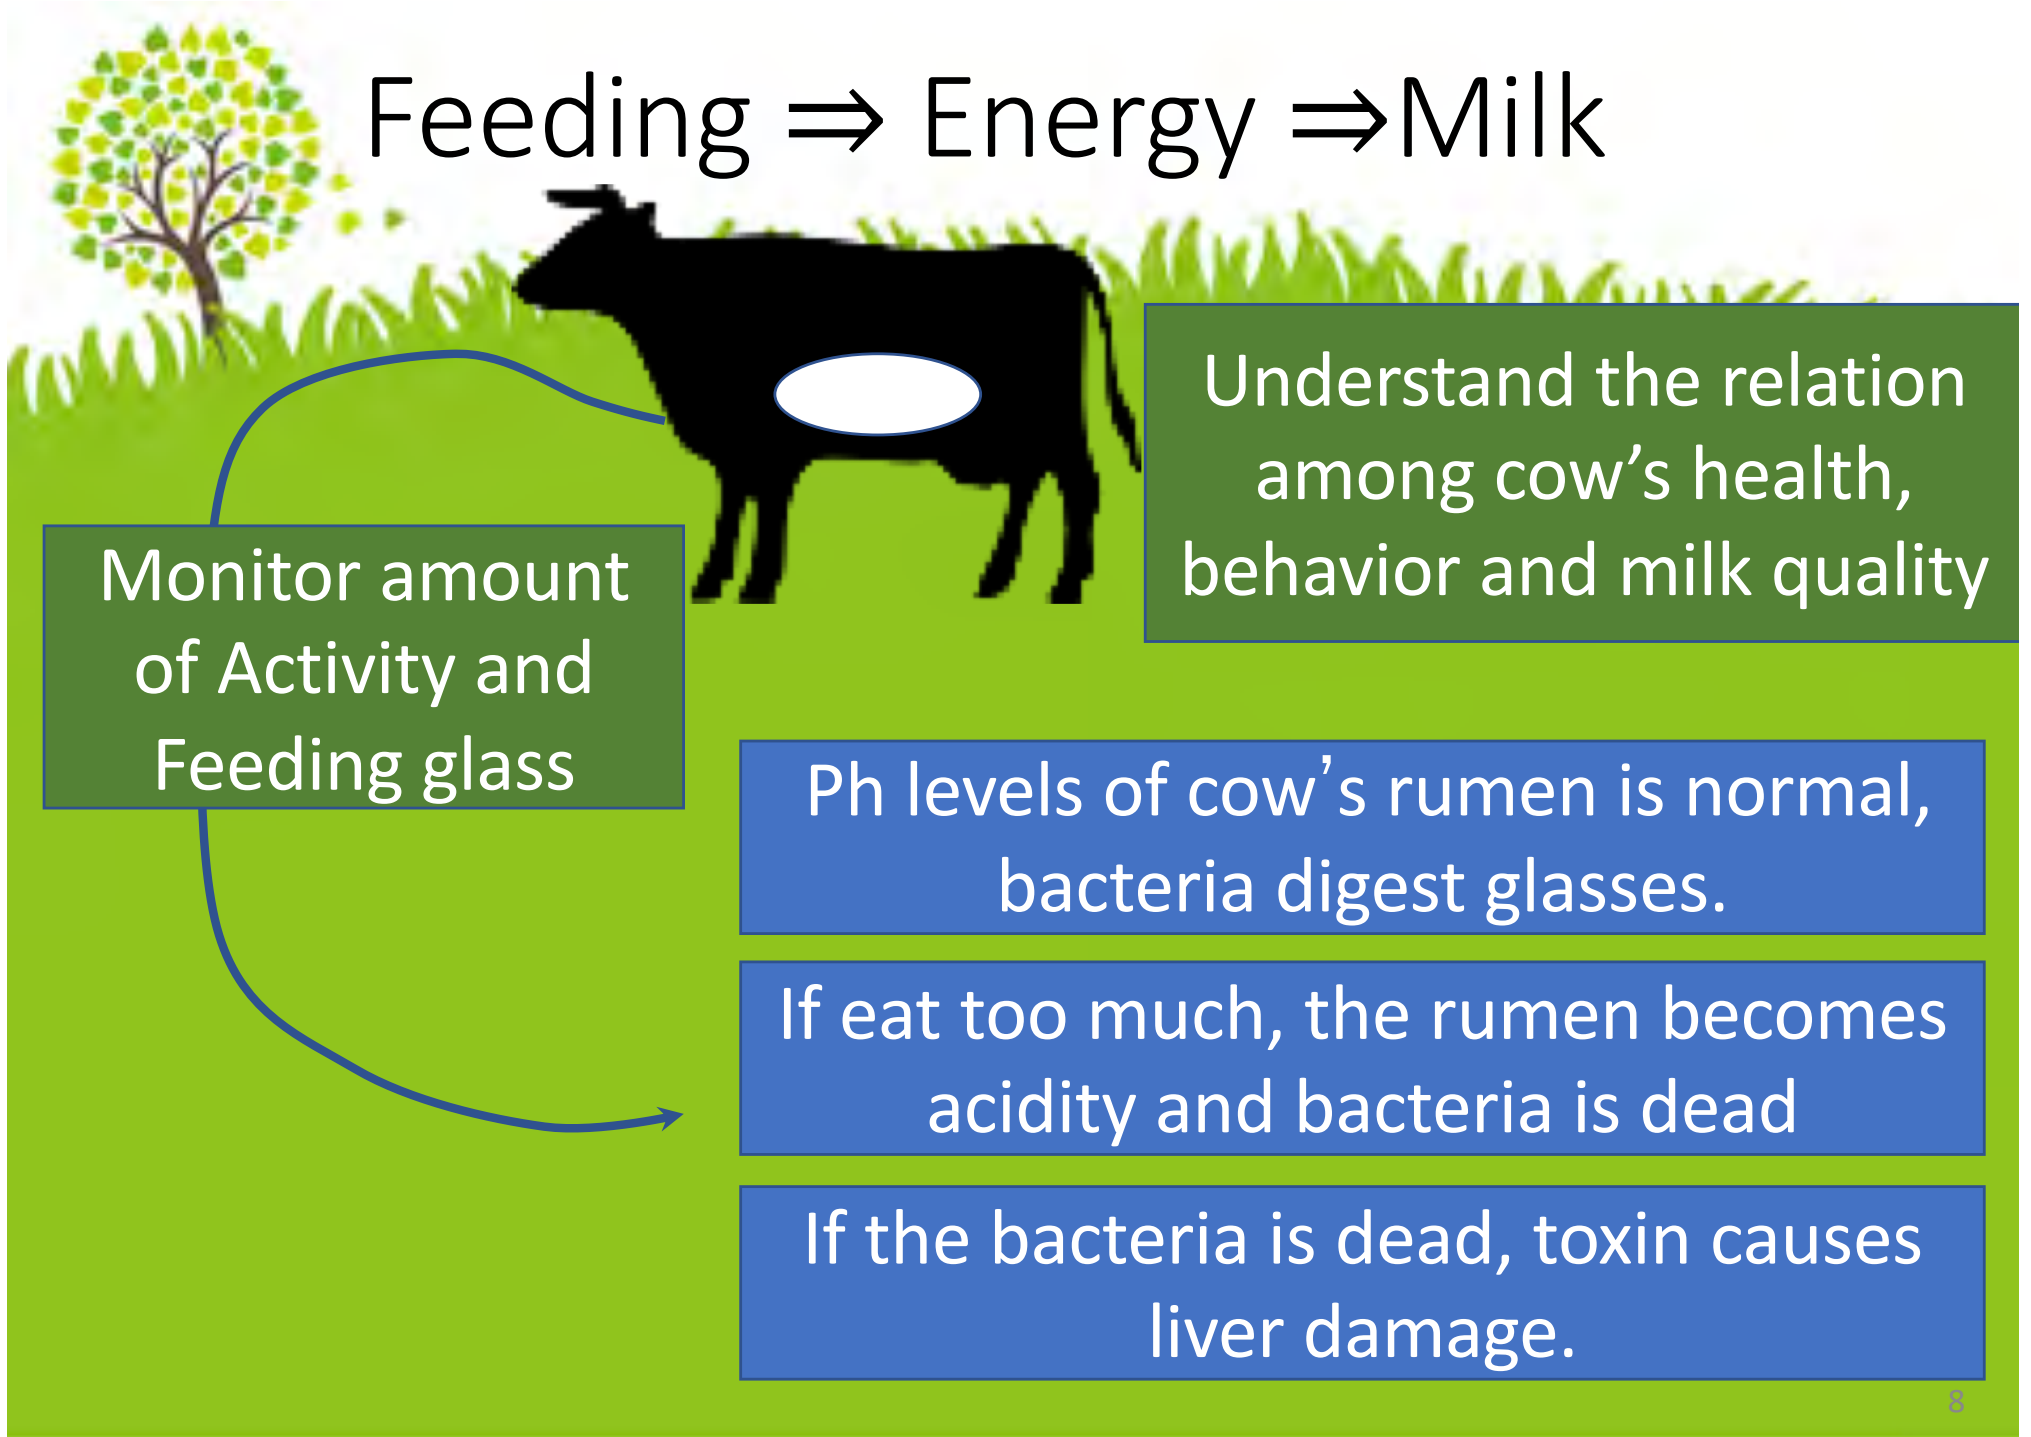 Feeding ⇒ Energy ⇒Milk
Understand the relation
among cow’s health,
behavior and milk quality
Monitor amount
of Activity and
Feeding glass
Ph levels of cow’s rumen is normal,
bacteria digest glasses.
If eat too much, the rumen becomes
acidity and bacteria is dead
If the bacteria is dead, toxin causes
liver damage.
8